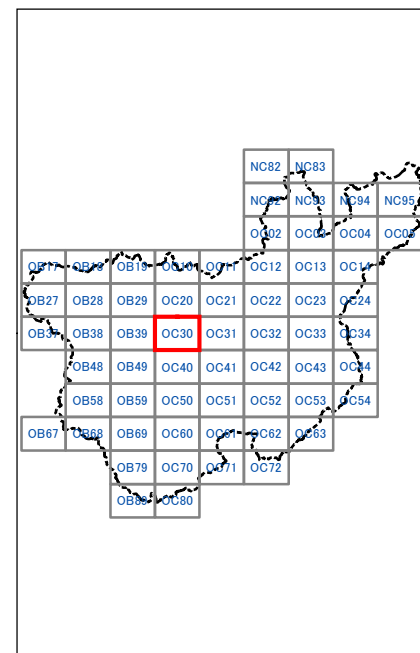 NC82 NC83
NC92 NC93 NC94 NC95
OC02 OC03 OC04 OC05
OB17 OB18 OB19 OC10 OC11 OC12 OC13 OC14
OB27 OB28 OB29 OC20 OC21 OC22 OC23 OC24
OB37 OB38 OB39 OC30 OC31 OC32 OC33 OC34
OB48 OB49 OC40 OC41 OC42 OC43 OC44
OB58 OB59 OC50 OC51 OC52 OC53 OC54
OB67 OB68 OB69 OC60 OC61 OC62 OC63
OB79 OC70 OC71 OC72
OB89 OC80